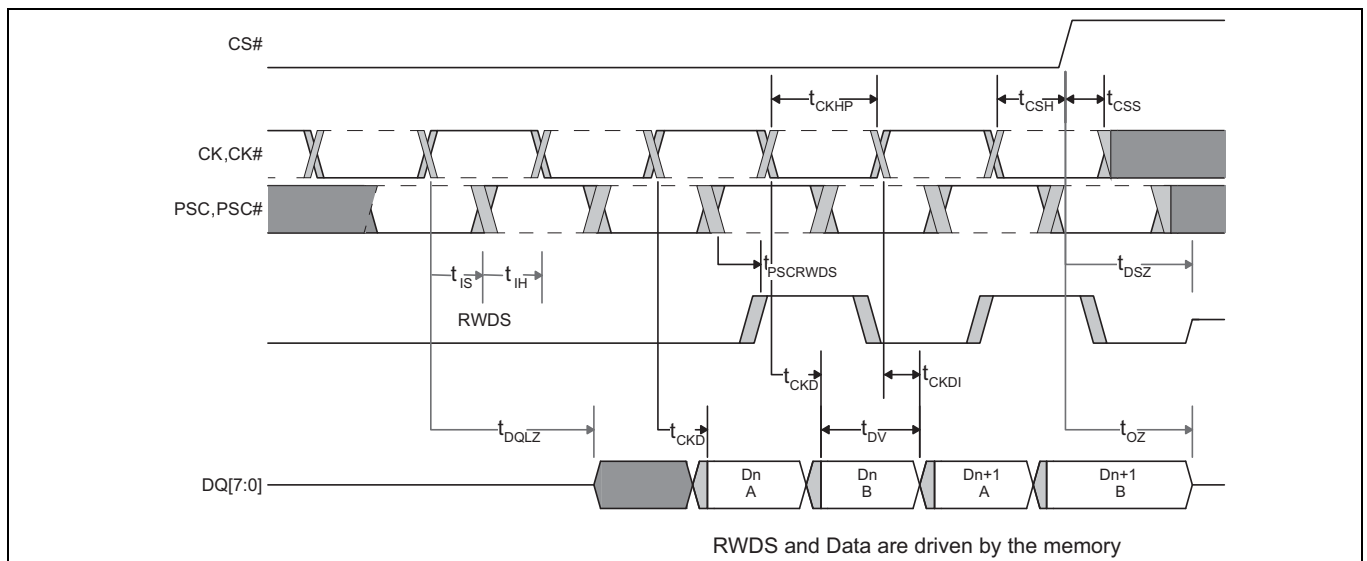 CS#
tCKHP
tCSH
tCSS
CK,CK#
PSC,PSC#
tIS
tIH
tPSCRWDS
tDSZ
RWDS
tCKD
tCKDI
tDQLZ
tCKD
tDV
tOZ
DQ[7:0]
Dn
A
Dn
B
Dn+1
A
Dn+1
B
RWDS and Data are driven by the memory